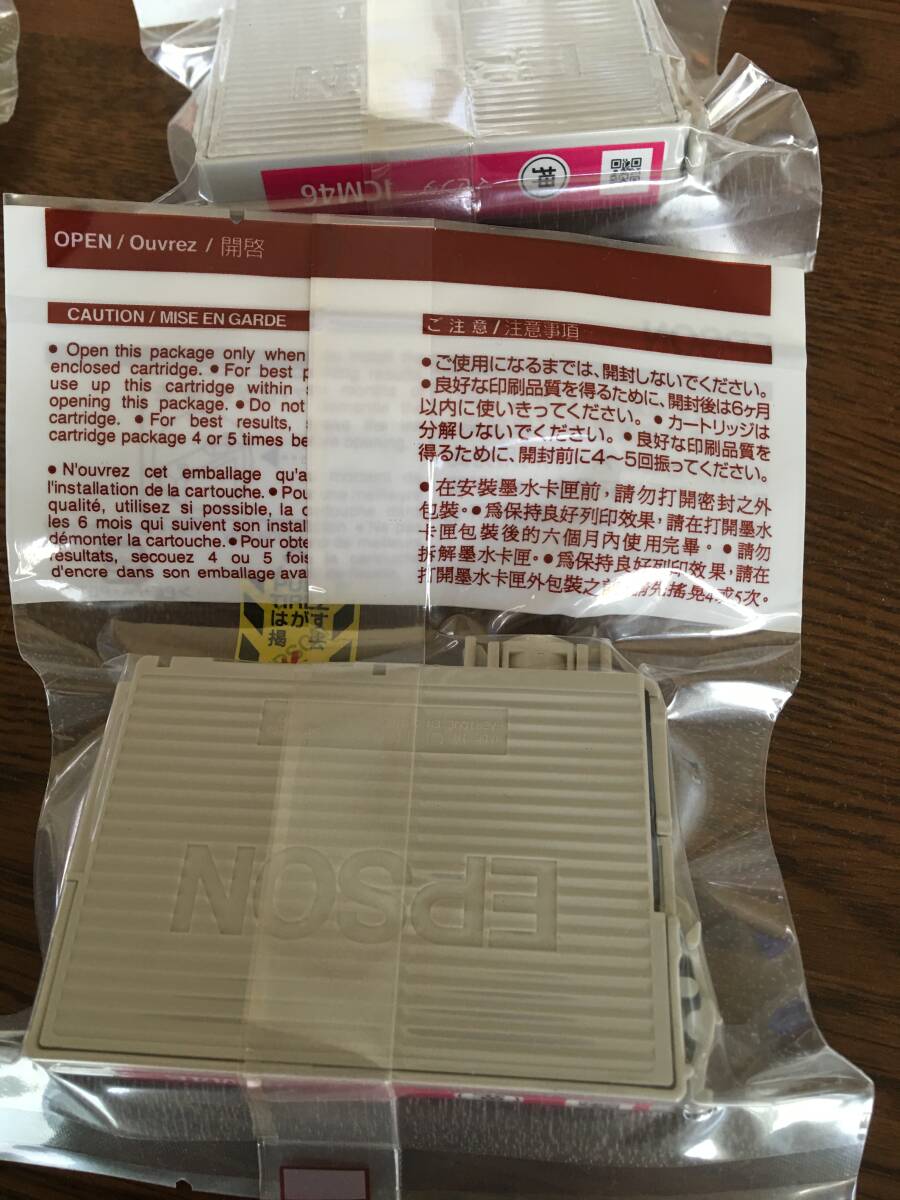 ICM46
OPEN / Ouvrez / 開啓
CAUTION / MISE EN GARDE
● Open this package only when
enclosed cartridge. ● For best
use up this cartridge within
opening this package. ● Do not
cartridge. ● For best results,
cartridge package 4 or 5 times be
● N'ouvrez cet emballage qu'a
l'installation de la cartouche. ● Pou
qualité, utilisez si possible, la
les 6 mois qui suivent son instal
démonter la cartouche. ● Pour obte
résultats, secouez 4 ou 5 fois
d'encre dans son emballage ava
ご注意/注意事項
●ご使用になるまでは、開封しないでください。
●良好な印刷品質を得るために、開封後は6ヶ月
以内に使いきってください。 ●カートリッジは
分解しないでください。 ●良好な印刷品質を
得るために、開封前に4〜5回振ってください。
●在安裝墨水卡匣前，請勿打開密封之外
包裝。●爲保持良好列印效果，請在打開墨水
卡匣包裝後的六個月內使用完畢。 ●請勿
拆解墨水卡匣。●爲保持良好列印效果，請在
打開墨水卡匣外包裝之前，請先搖晃4或5次。
はがす
EPSON